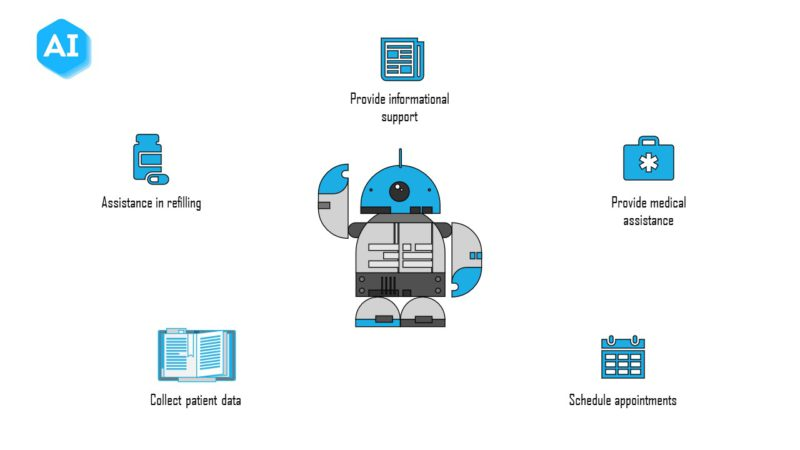 AI
Provide informational
support
Assistance in refilling
Provide medical
assistance
Collect patient data
Schedule appointments